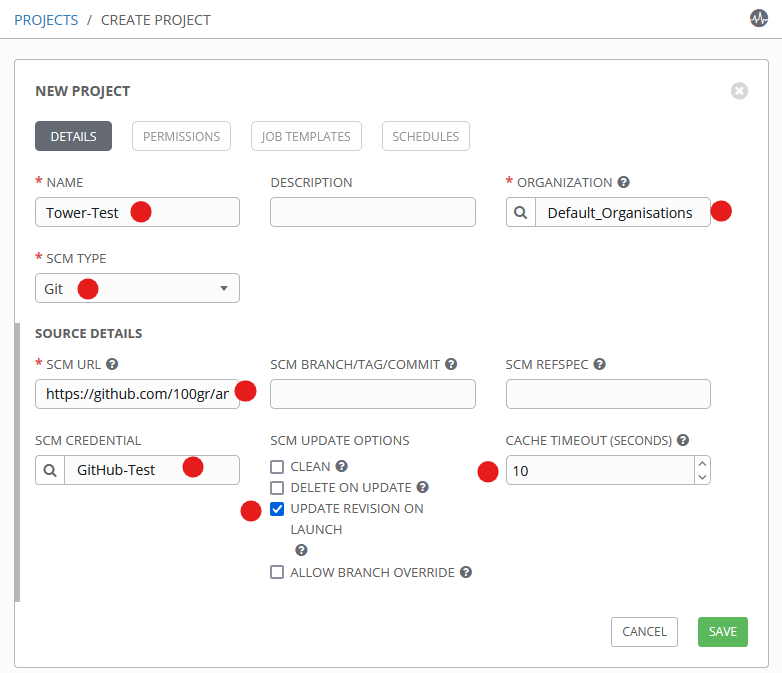 PROJECTS / CREATE PROJECT
NEW PROJECT
DETAILS PERMISSIONS JOB TEMPLATES SCHEDULES
* NAME DESCRIPTION * ORGANIZATION
Tower-Test Default_Organisations
* SCM TYPE
Git
SOURCE DETAILS
* SCM URL SCM BRANCH/TAG/COMMIT SCM REFSPEC
https://github.com/100gr/ar
SCM CREDENTIAL SCM UPDATE OPTIONS CACHE TIMEOUT (SECONDS)
GitHub-Test CLEAN 10
DELETE ON UPDATE
UPDATE REVISION ON
LAUNCH
ALLOW BRANCH OVERRIDE
CANCEL SAVE